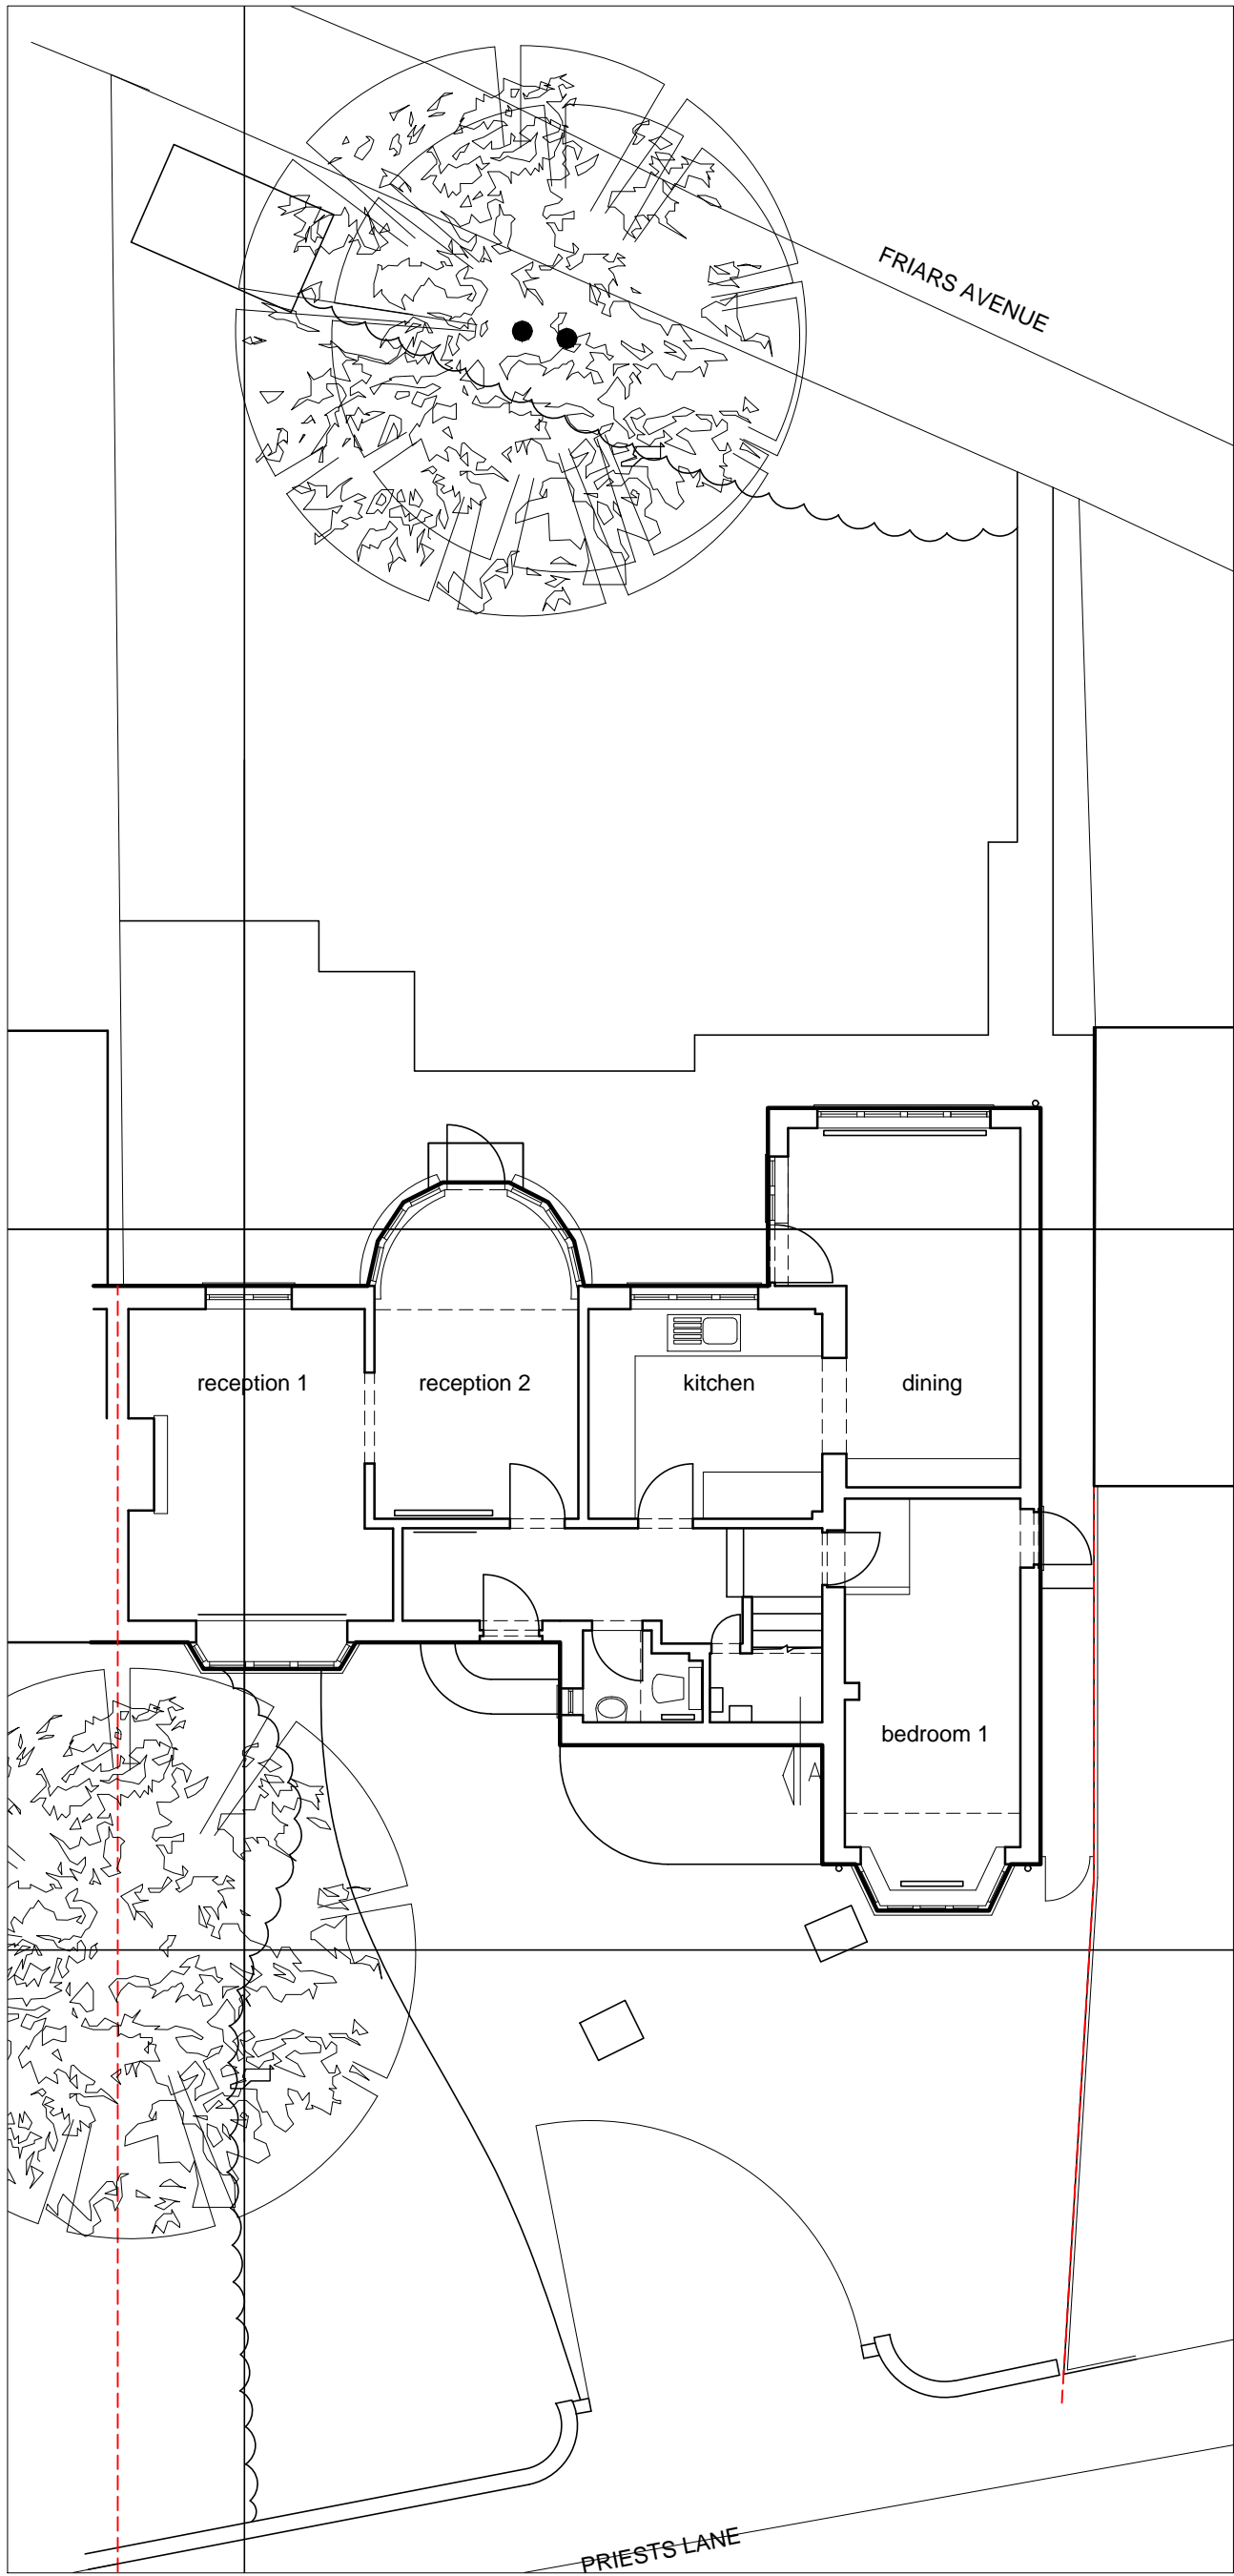 FRIARS AVENUE
reception 1
reception 2
kitchen
dining
bedroom 1
A
PRIESTS LANE